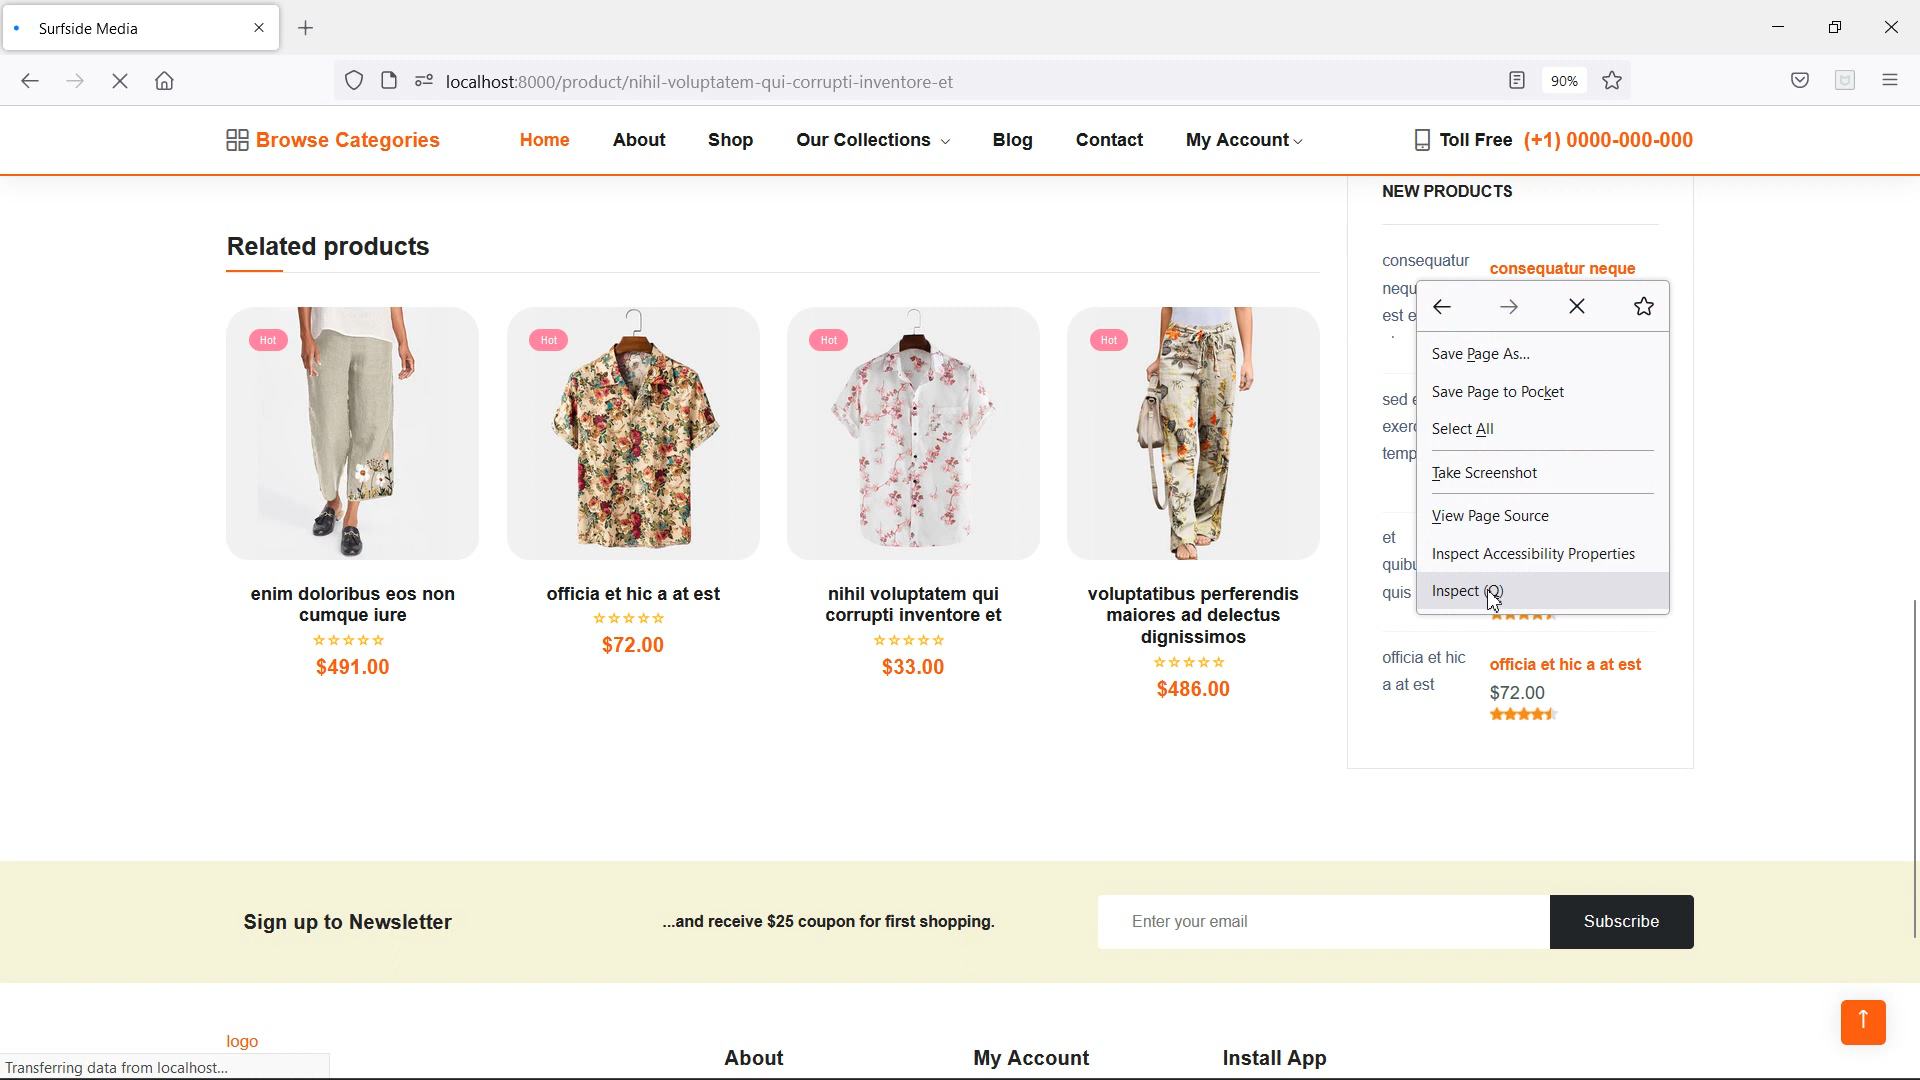 Surfside Media
localhost:8000/product/nihil-voluptatem-qui-corrupti-inventore-et
90%
Browse Categories
Home
About
Shop
Our Collections
Blog
Contact
My Account
Toll Free (+1) 0000-000-000
NEW PRODUCTS
Related products
consequatur
consequatur neque
est
sed
et
quis
officia et hic
a at est
officia et hic a at est
$72.00
Save Page As...
Save Page to Pocket
Select All
Take Screenshot
View Page Source
Inspect Accessibility Properties
Inspect (Q)
Hot
Hot
Hot
Hot
enim doloribus eos non
cumque iure
$491.00
officia et hic a at est
$72.00
nihil voluptatem qui
corrupti inventore et
$33.00
voluptatibus perferendis
maiores ad delectus
dignissimos
$486.00
Sign up to Newsletter
...and receive $25 coupon for first shopping.
Enter your email
Subscribe
logo
About
My Account
Install App
Transferring data from localhost...